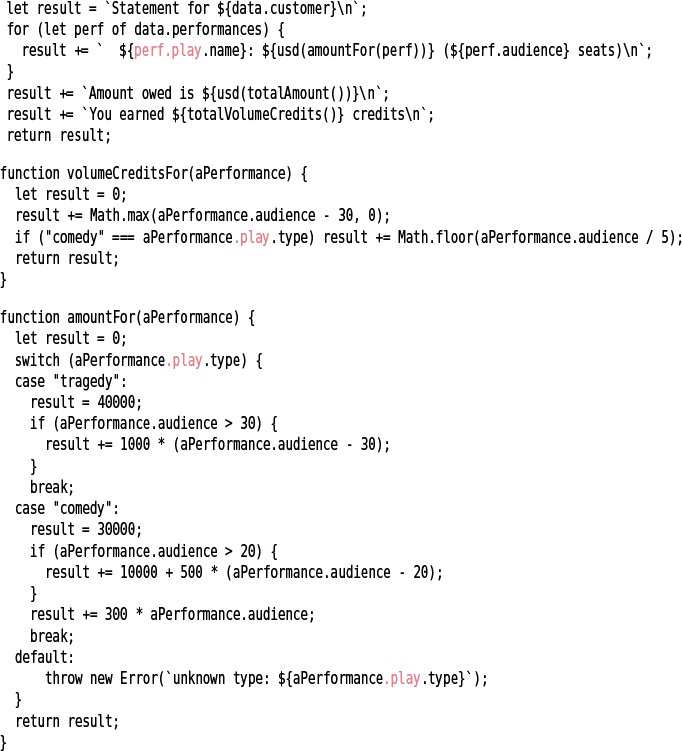 let result = `Statement for ${data.customer}\n`;
for (let perf of data.performances) {
result += `  ${perf.play.name}: ${usd(amountFor(perf))} (${perf.audience} seats)\n`;
}
result += `Amount owed is ${usd(totalAmount())}\n`;
result += `You earned ${totalVolumeCredits()} credits\n`;
return result;
function volumeCreditsFor(aPerformance) {
let result = 0;
result += Math.max(aPerformance.audience - 30, 0);
if ("comedy" === aPerformance.play.type) result += Math.floor(aPerformance.audience / 5);
return result;
}
function amountFor(aPerformance) {
let result = 0;
switch (aPerformance.play.type) {
case "tragedy":
result = 40000;
if (aPerformance.audience > 30) {
result += 1000 * (aPerformance.audience - 30);
}
break;
case "comedy":
result = 30000;
if (aPerformance.audience > 20) {
result += 10000 + 500 * (aPerformance.audience - 20);
}
result += 300 * aPerformance.audience;
break;
default:
throw new Error(`unknown type: ${aPerformance.play.type}`);
}
return result;
}